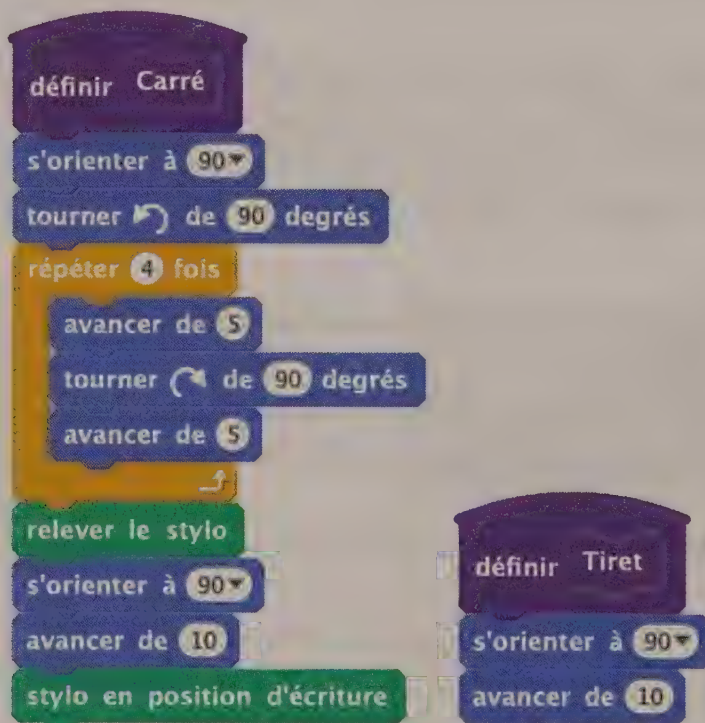 définir Carré
s'orienter à 90
tourner de 90 degrés
répéter 4 fois
avancer de 5
tourner de 90 degrés
avancer de 5
relever le stylo
s'orienter à 90
avancer de 10
stylo en position d'écriture
définir Tiret
s'orienter à 90
avancer de 10